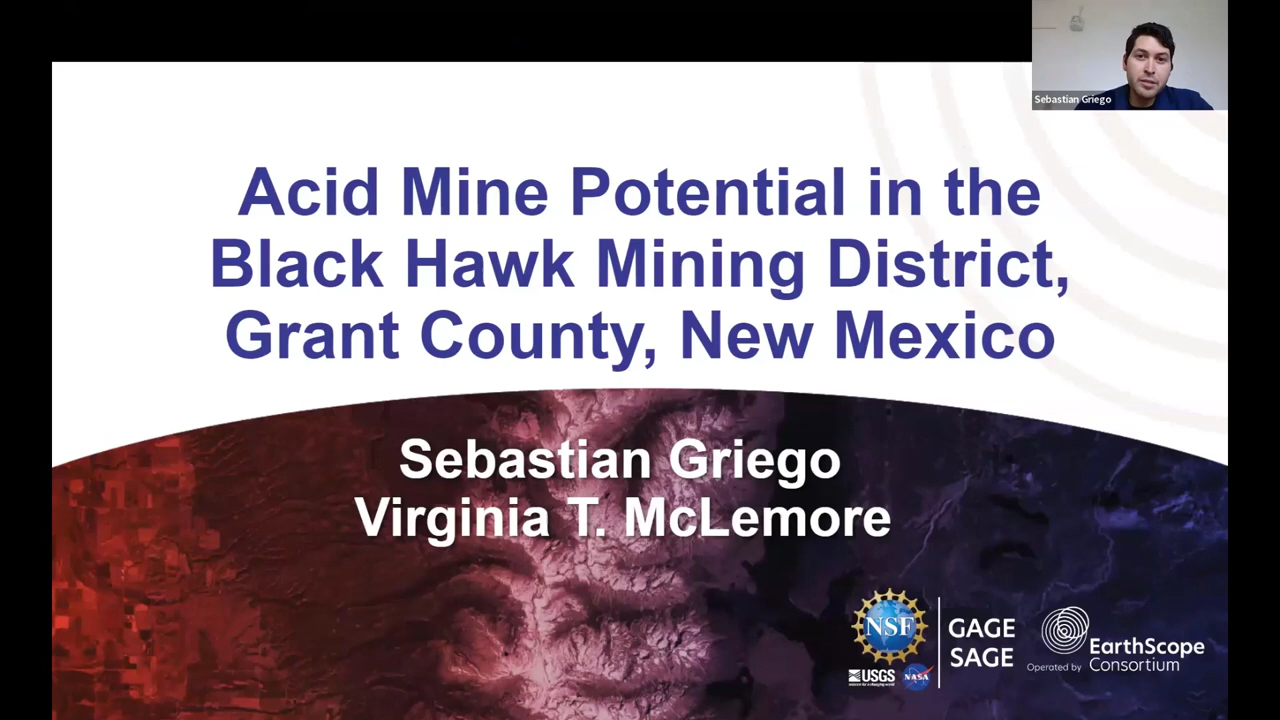 Sebastian Griego
Acid Mine Potential in the
Black Hawk Mining District,
Grant County, New Mexico
Sebastian Griego
Virginia T. McLemore
NSF
USGS
NASA
GAGE
SAGE
Operated by
EarthScope
Consortium